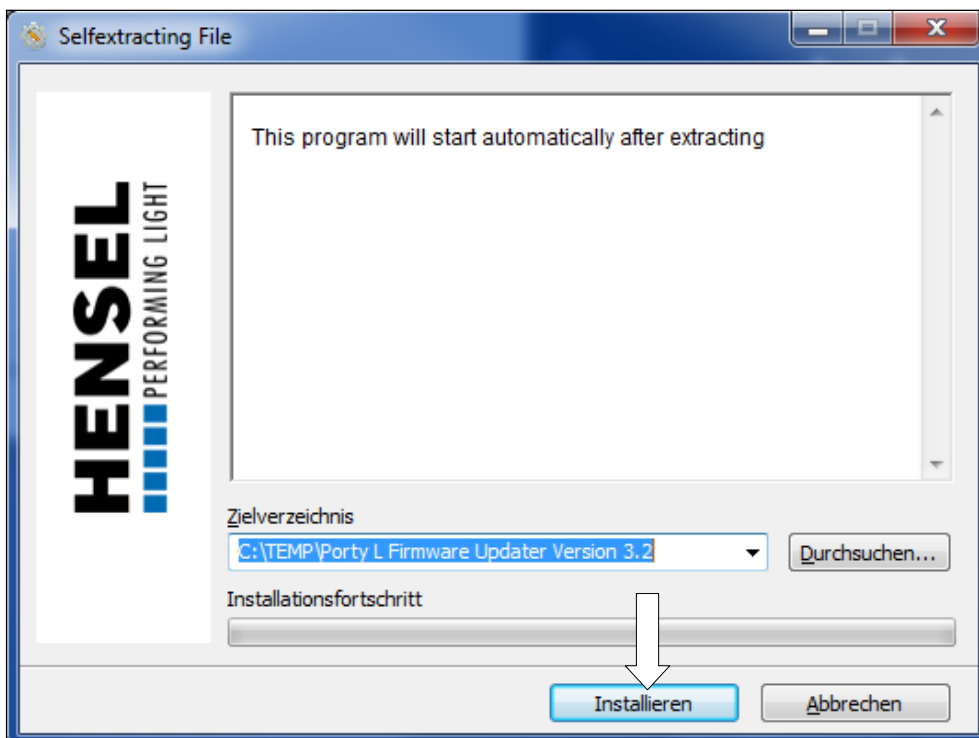 Selfextracting File
HENSEL
PERFORMING LIGHT
This program will start automatically after extracting
Zielverzeichnis
C:\TEMP\Porty L Firmware Updater Version 3.2
Durchsuchen...
Installationsfortschritt
Installieren
Abbrechen